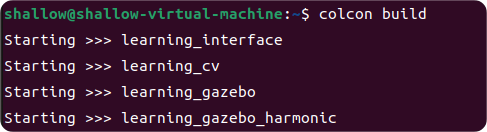 shallow@shallow-virtual-machine:~$ colcon build
Starting >>> learning_interface
Starting >>> learning_cv
Starting >>> learning_gazebo
Starting >>> learning_gazebo_harmonic